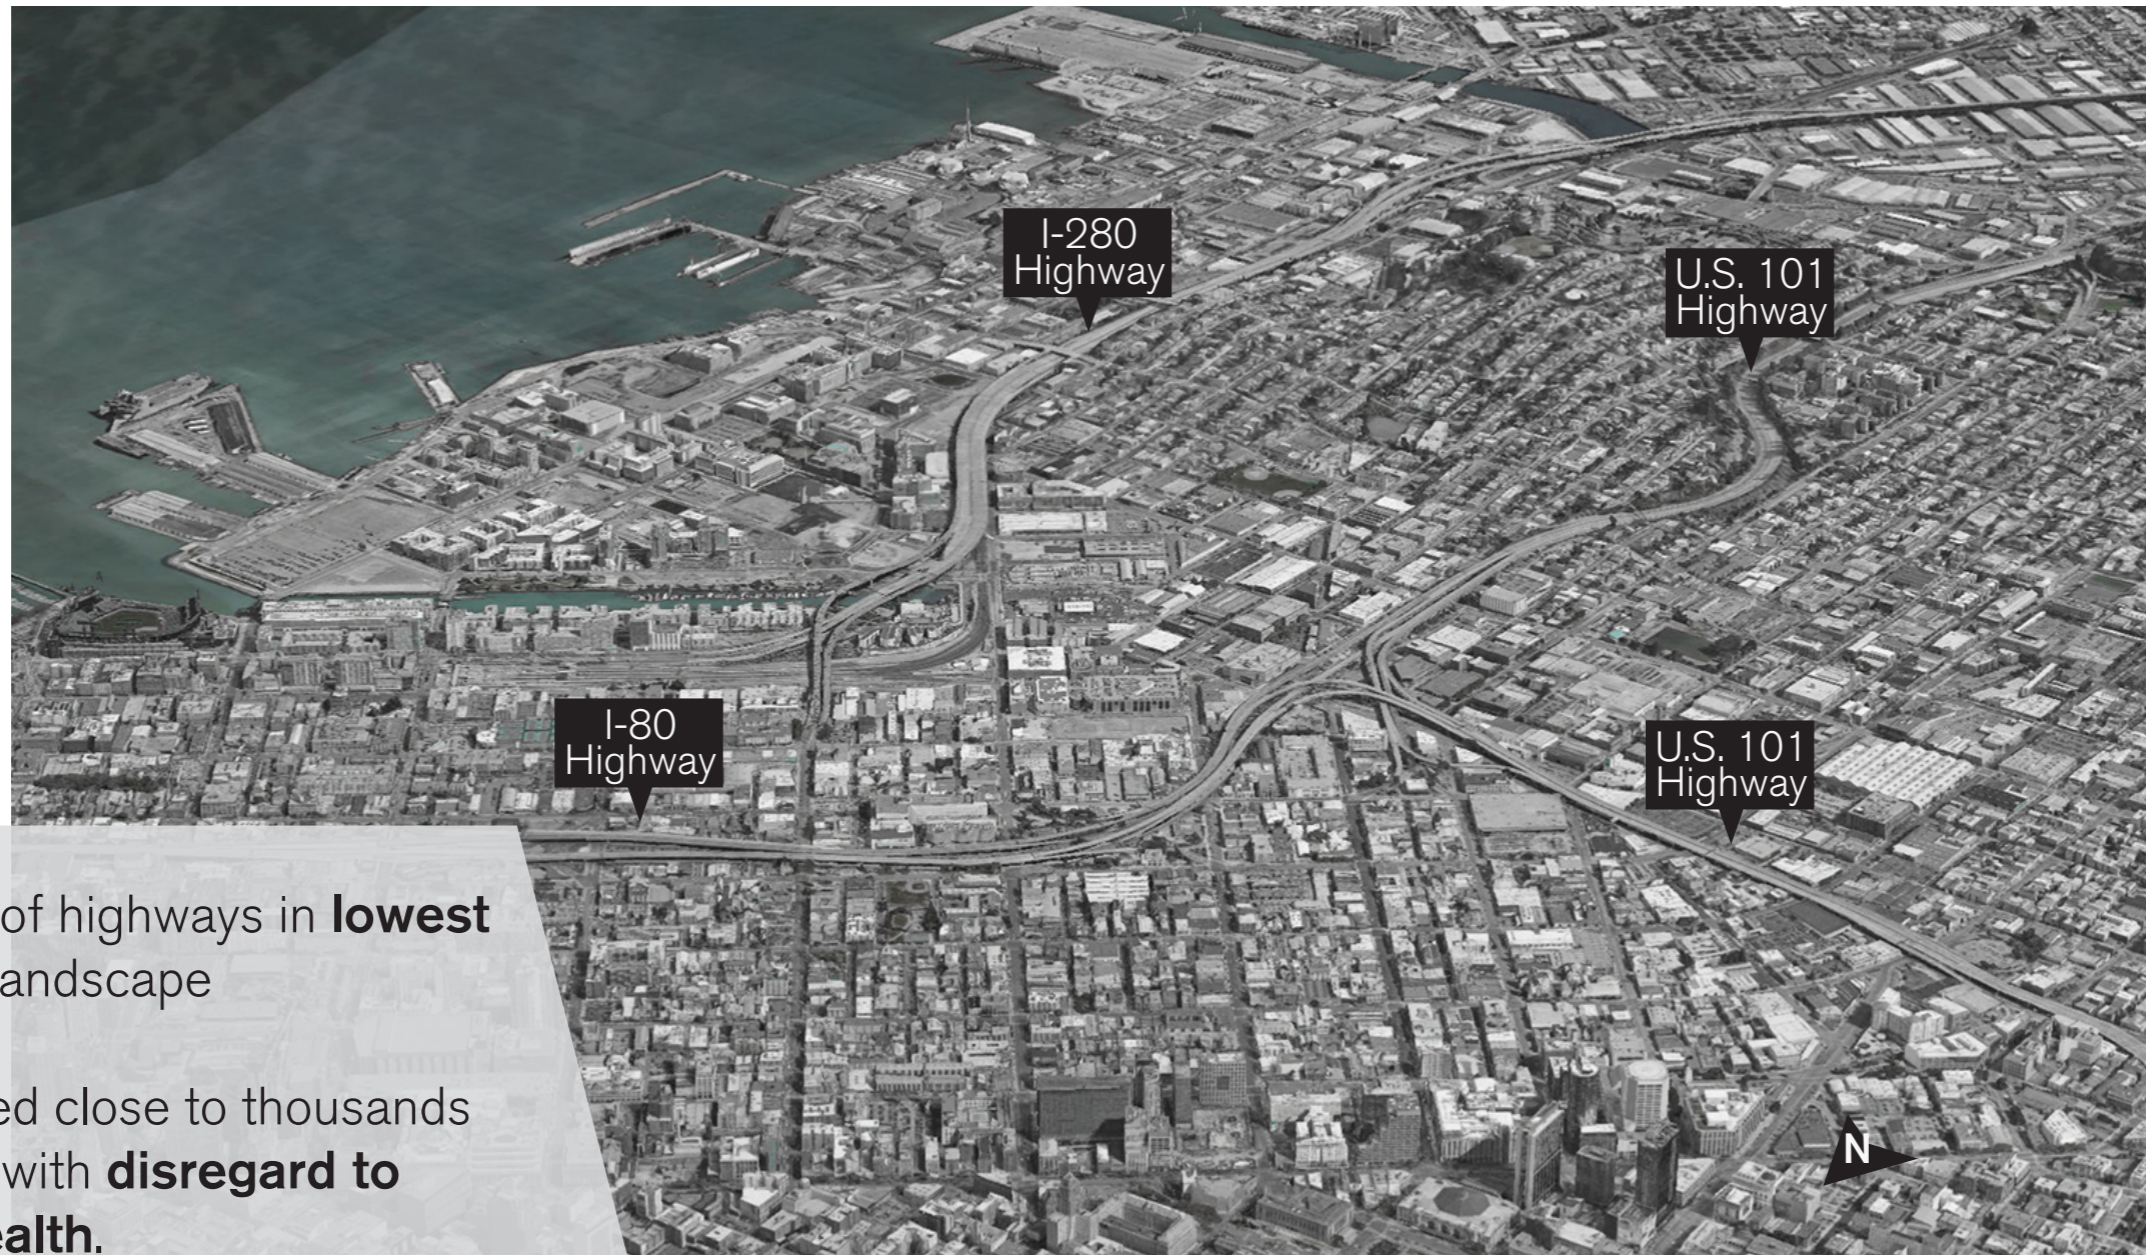 I-280
Highway
U.S. 101
Highway
I-80
Highway
U.S. 101
Highway
of highways in lowest
andscape
ed close to thousands
with disregard to
ealth.
N